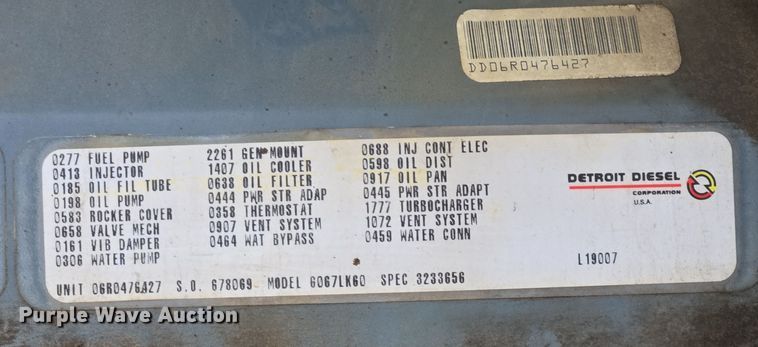 DD06R0476427
0277 FUEL PUMP 2261 GEN MOUNT 0688 INJ CONT ELEC
0413 INJECTOR 1407 OIL COOLER 0598 OIL DIST
0185 OIL FIL TUBE 0638 OIL FILTER 0917 OIL PAN
0198 OIL PUMP 0444 PWR STR ADAP 0445 PWR STR ADAPT
0583 ROCKER COVER 0358 THERMOSTAT 1777 TURBOCHARGER
0658 VALVE MECH 0907 VENT SYSTEM 1072 VENT SYSTEM
0161 VIB DAMPER 0464 WAT BYPASS 0459 WATER CONN
0306 WATER PUMP
DETROIT DIESEL
CORPORATION
U.S.A.
L19007
UNIT 06R0476427 S.O. 678069 MODEL 6067LK60 SPEC 3233656
Purple Wave Auction
Purple Wave Auction